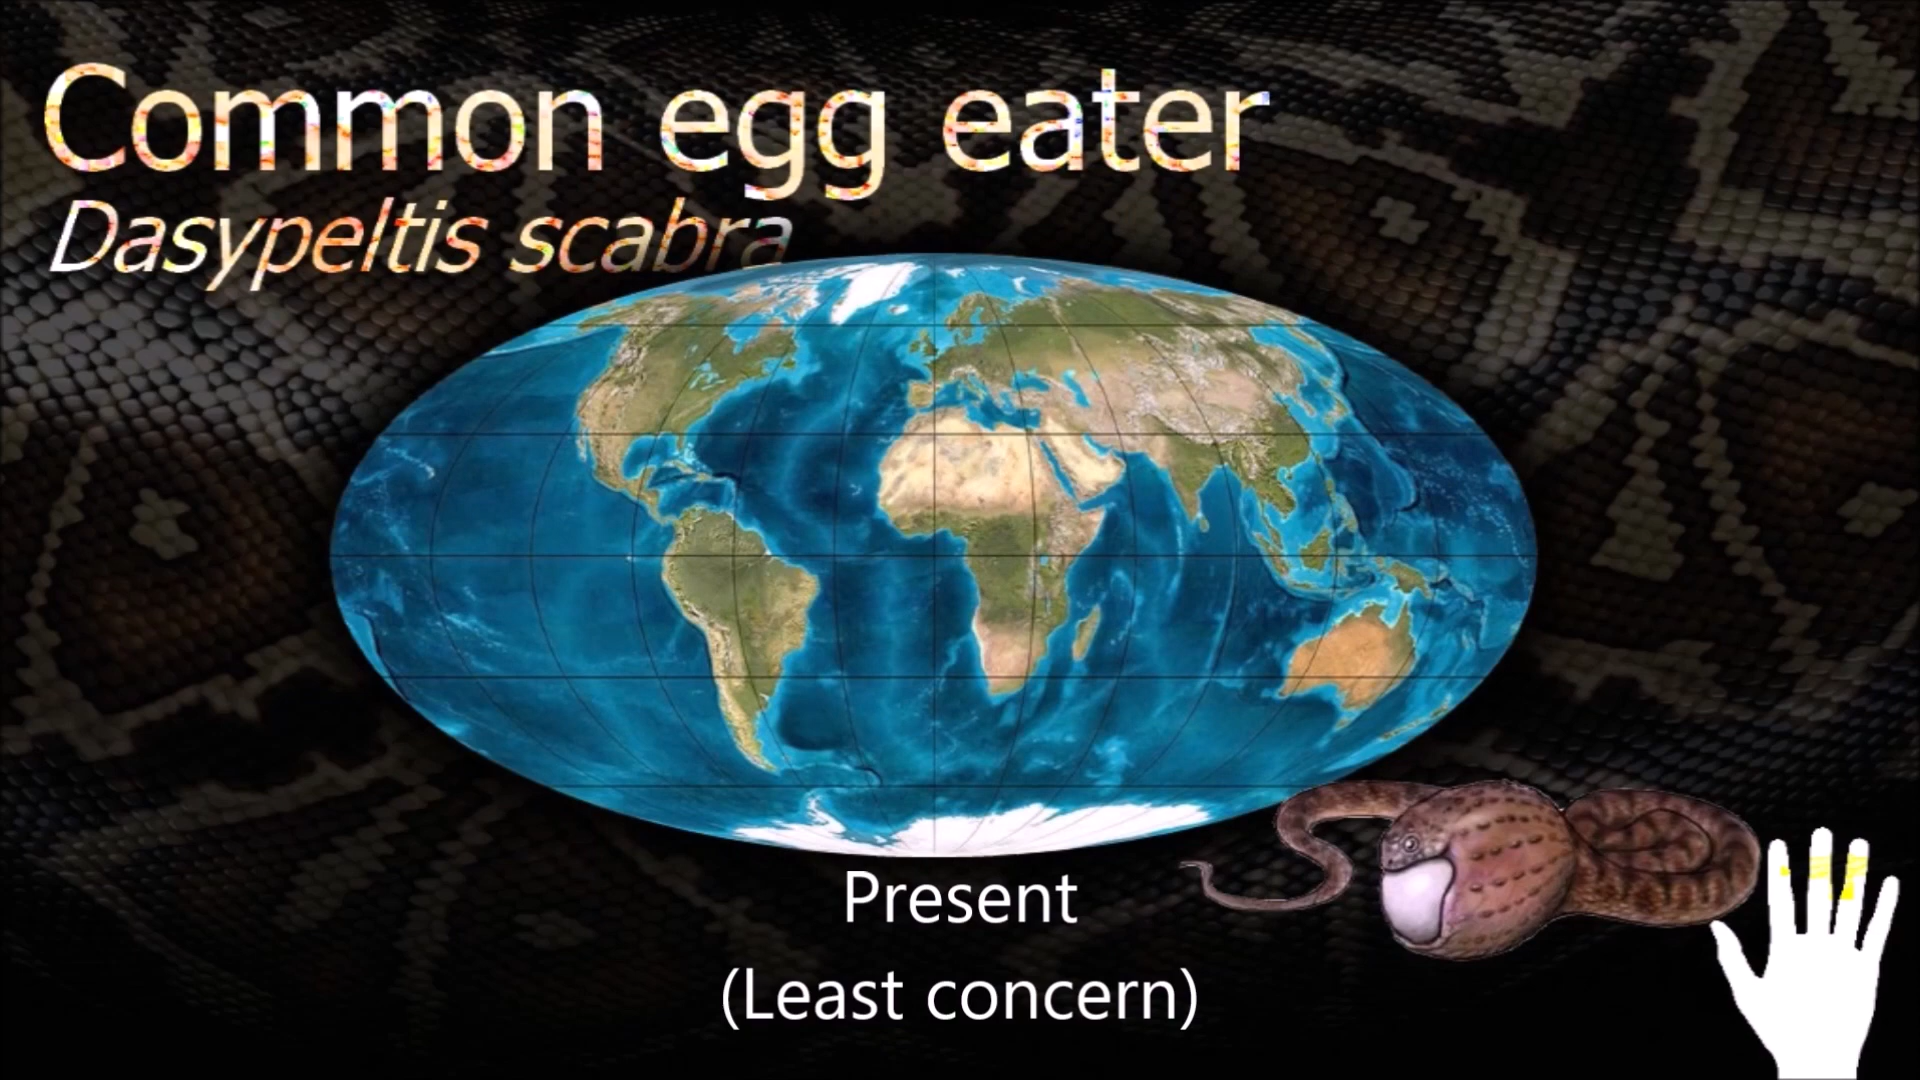 Common egg eater
Dasypeltis scabra
Present
(Least concern)